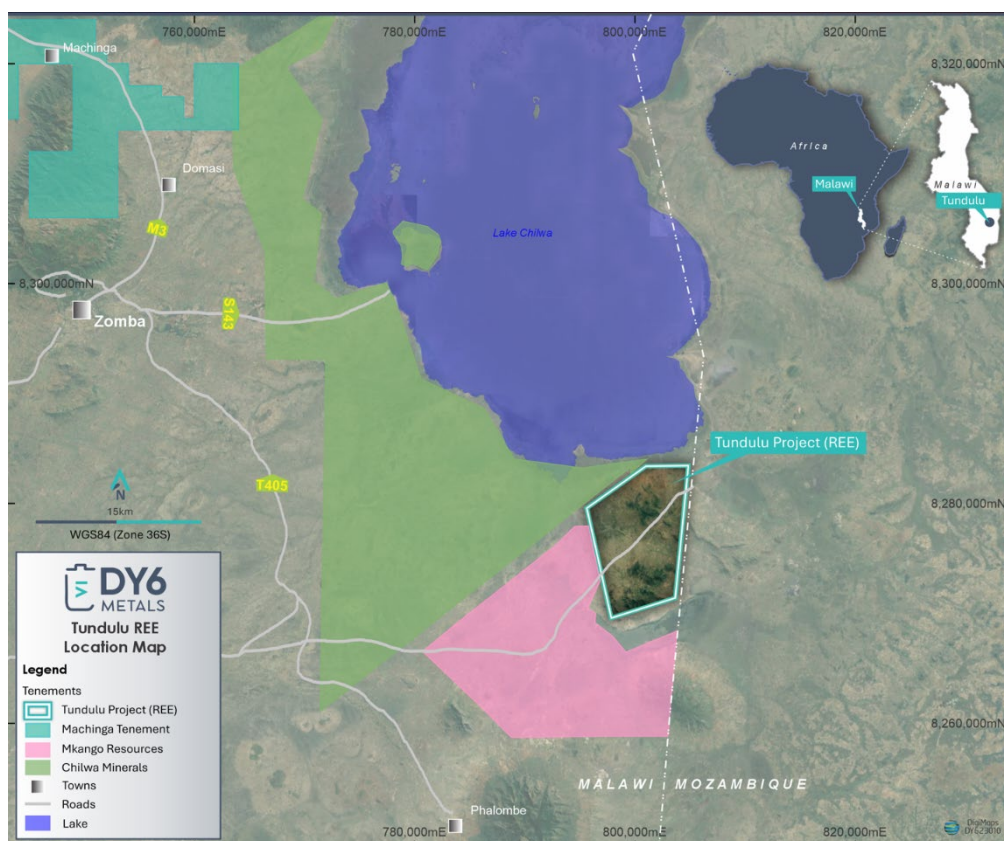 760,000mE
780,000mE
800,000mE
820,000mE
8,320,000mN
Machinga
Domasi
M3
Africa
Malawi
Malawi
Tundulu
Lake Chilwa
8,300,000mN
8,300,000mN
Zomba
S143
Tundulu Project (REE)
T405
8,280,000mN
N
15km
WGS84 (Zone 36S)
DY6
METALS
Tundulu REE
Location Map
Legend
Tenements
Tundulu Project (REE)
Machinga Tenement
Mkango Resources
Chilwa Minerals
Towns
Roads
Lake
8,260,000mN
MALAWI
MOZAMBIQUE
Phalombe
780,000mE
800,000mE
820,000mE
DigiMaps
DY623010